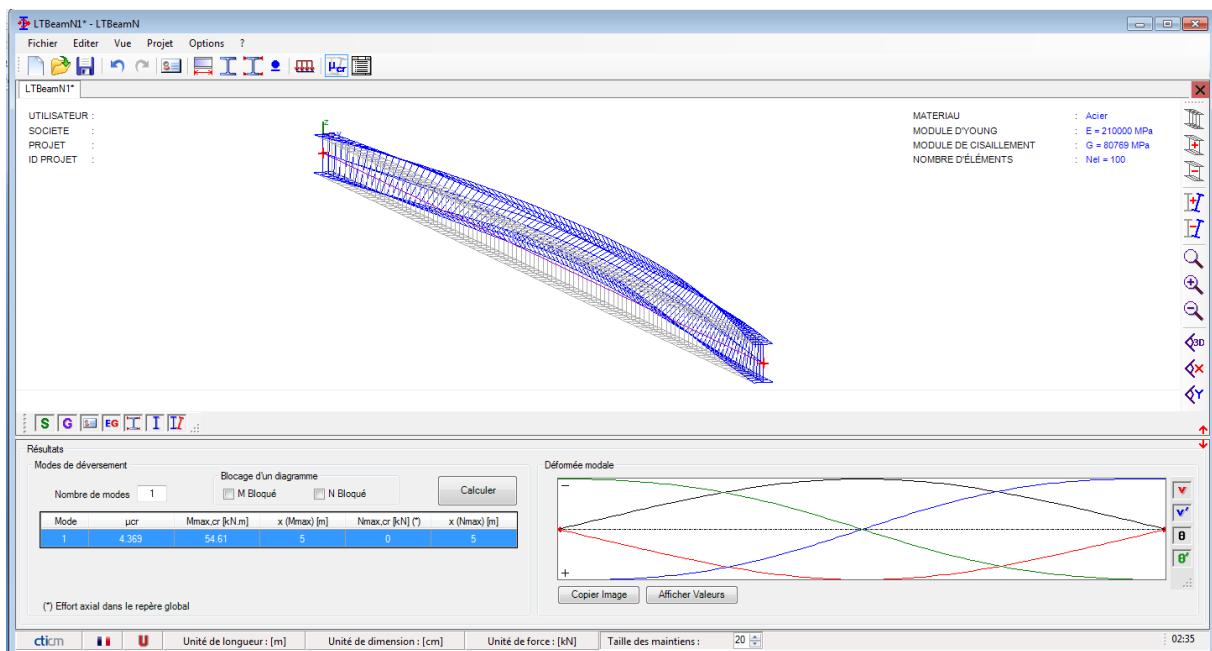 LTBeamN1* - LTBeamN
Fichier Editer Vue Projet Options ?
μcr
LTBeamN1*
UTILISATEUR :
SOCIETE :
PROJET :
ID PROJET :
MATERIAU : Acier
MODULE D'YOUNG : E = 210000 MPa
MODULE DE CISAILLEMENT : G = 80769 MPa
NOMBRE D'ÉLÉMENTS : Nel = 100
z
3D
X
Y
S G EG
Résultats
Modes de déversement
Nombre de modes 1
Blocage d'un diagramme
M Bloqué N Bloqué
Calculer
Mode μcr Mmax,cr [kN.m] x (Mmax) [m] Nmax,cr [kN] (*) x (Nmax) [m]
1 4.369 54.61 5 0 5
(*) Effort axial dans le repère global
Déformée modale
−
+
v
v'
θ
θ'
Copier Image Afficher Valeurs
cticm U Unité de longueur : [m] Unité de dimension : [cm] Unité de force : [kN] Taille des maintiens : 20 02:35